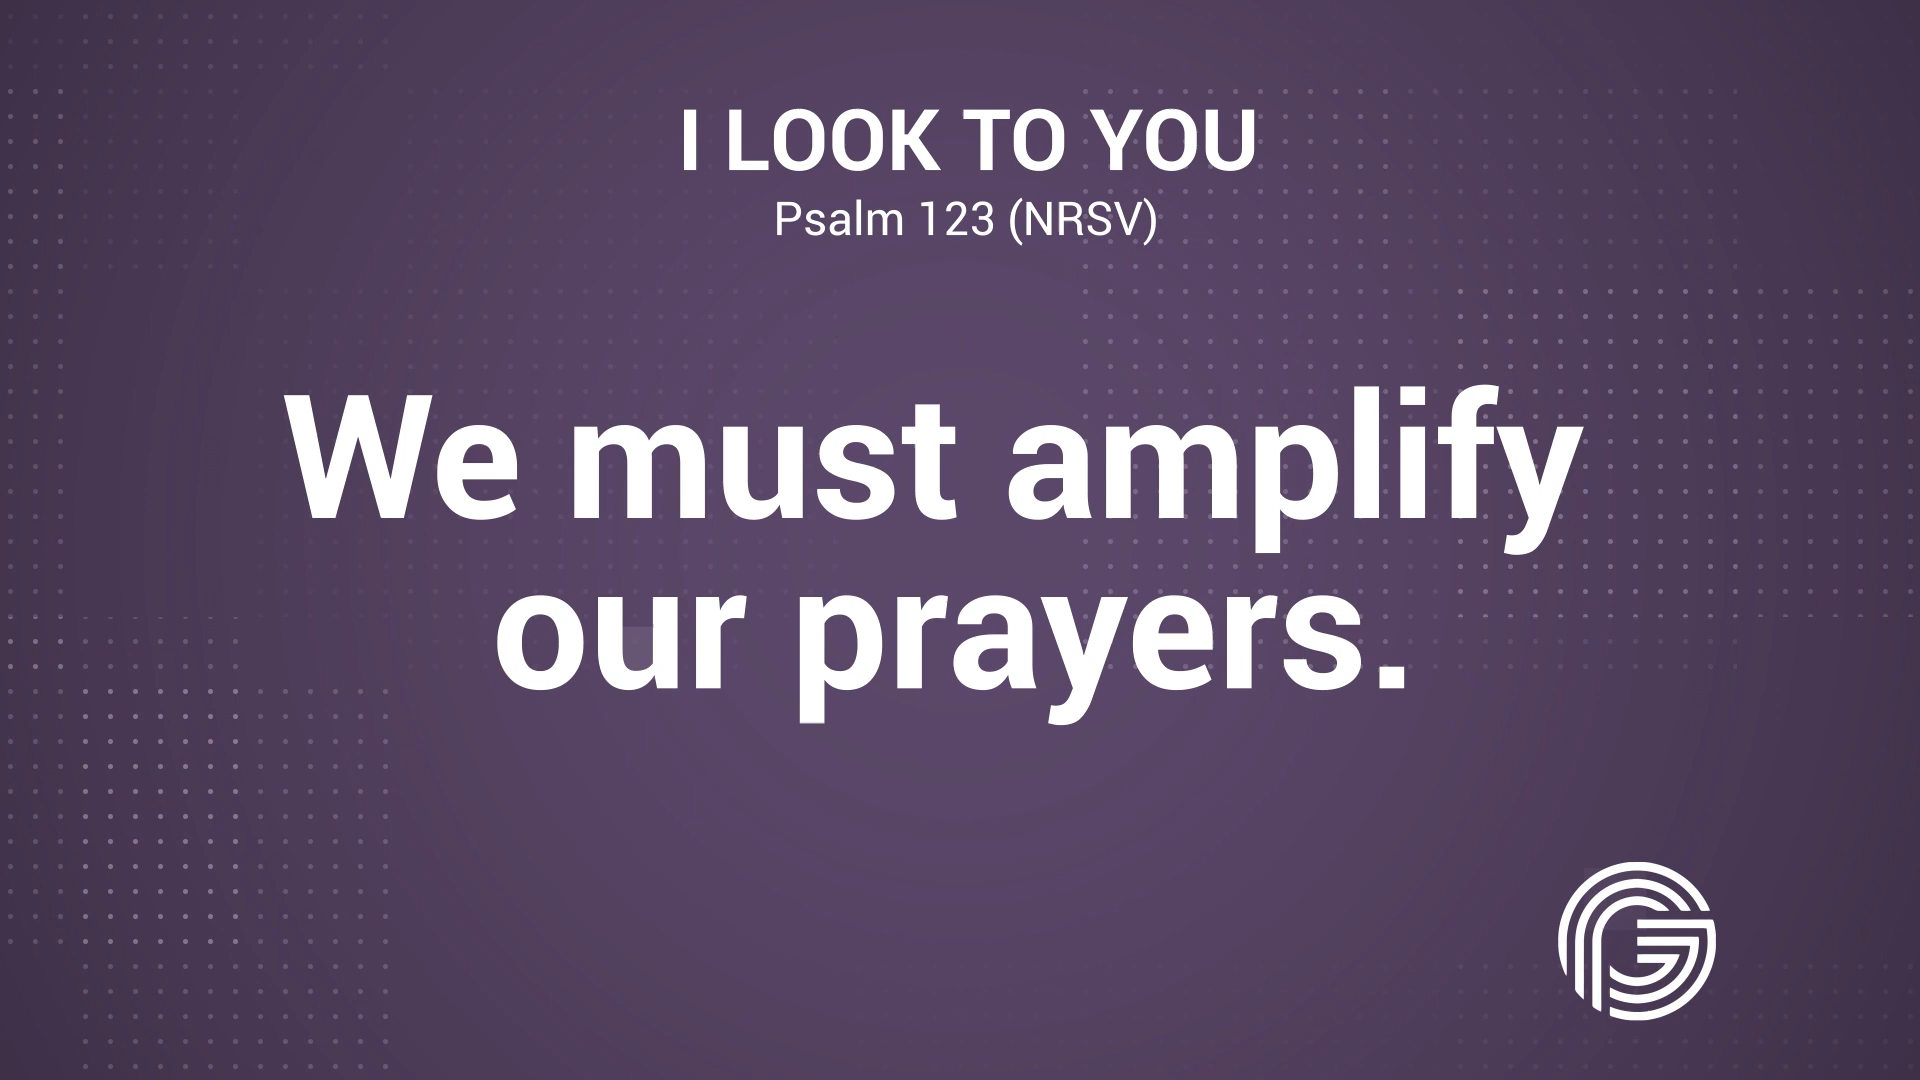 I LOOK TO YOU
Psalm 123 (NRSV)
We must amplify
our prayers.